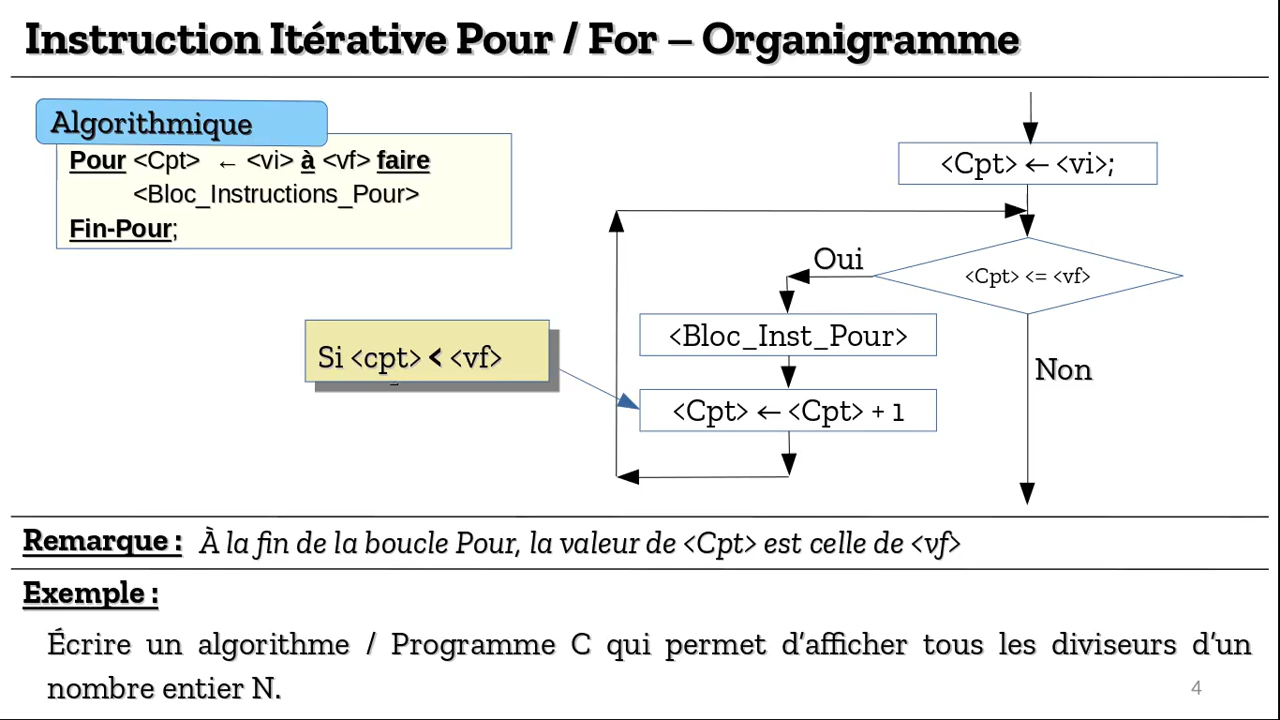 Instruction Itérative Pour / For – Organigramme
Algorithmique
Pour <Cpt> ← <vi> à <vf> faire
<Bloc_Instructions_Pour>
Fin-Pour;
<Cpt> ← <vi>;
<Cpt> <= <vf>
Oui
<Bloc_Inst_Pour>
Si <cpt> < <vf>
Non
<Cpt> ← <Cpt> + 1
Remarque : À la fin de la boucle Pour, la valeur de <Cpt> est celle de <vf>
Exemple :
Écrire un algorithme / Programme C qui permet d’afficher tous les diviseurs d’un
nombre entier N.
4